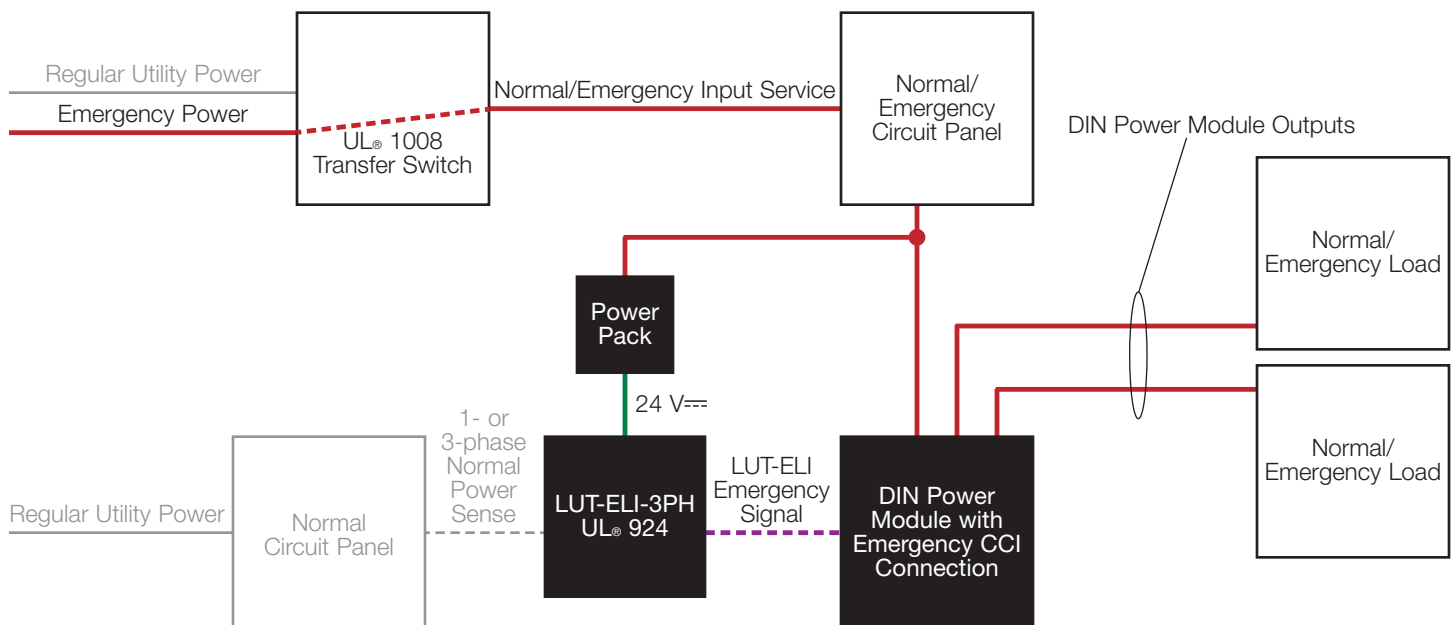 Regular Utility Power
Emergency Power
UL® 1008
Transfer Switch
Normal/Emergency Input Service
Normal/
Emergency
Circuit Panel
DIN Power Module Outputs
Normal/
Emergency Load
Power
Pack
24 V⎓
1- or
3-phase
Normal
Power
Sense
Regular Utility Power
Normal
Circuit Panel
LUT-ELI-3PH
UL® 924
LUT-ELI
Emergency
Signal
DIN Power
Module with
Emergency CCI
Connection
Normal/
Emergency Load